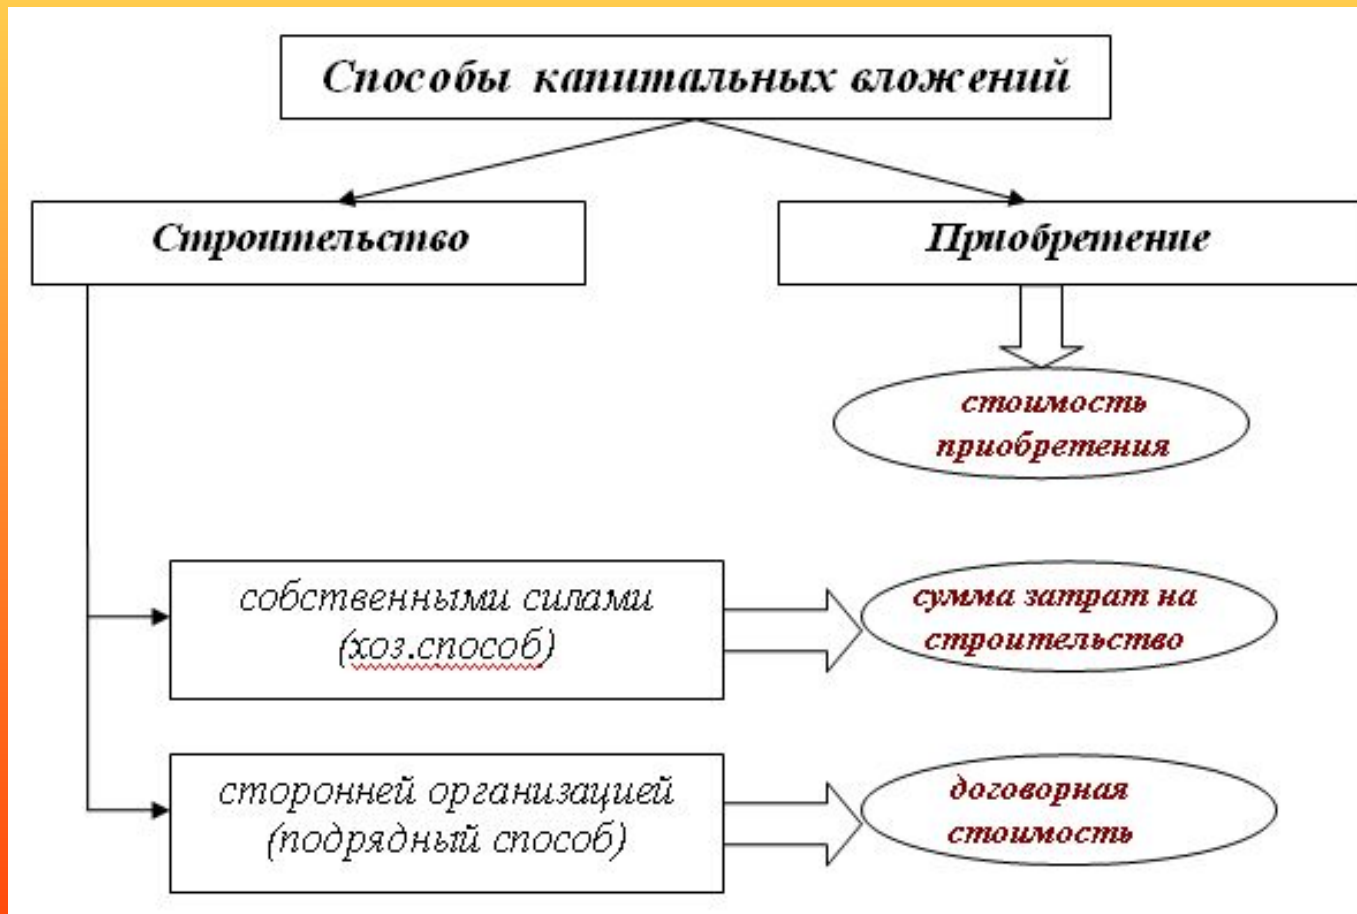 Способы капитальных вложений
Строительство
Приобретение
стоимость
приобретения
собственными силами
(хоз.способ)
сумма затрат на
строительство
сторонней организацией
(подрядный способ)
договорная
стоимость